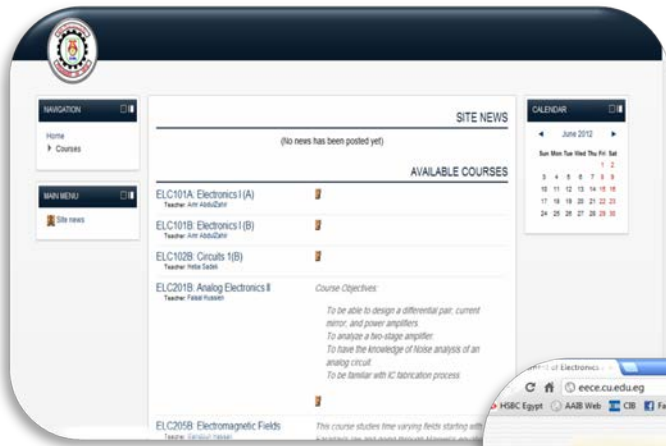 NAVIGATION
Home
Courses
MAIN MENU
Site news
SITE NEWS
(No news has been posted yet)
AVAILABLE COURSES
ELC101A: Electronics I (A)
Teacher: Amr AbdulZahir
ELC101B: Electronics I (B)
Teacher: Amr AbdulZahir
ELC102B: Circuits 1(B)
Teacher: Heba Sadek
ELC201B: Analog Electronics II
Teacher: Faisal Hussien
Course Objectives:
To be able to design a differential pair, current
mirror, and power amplifiers.
To analyze a two-stage amplifier.
To have the knowledge of Noise analysis of an
analog circuit.
To be familiar with IC fabrication process
ELC205B: Electromagnetic Fields
This course studies time varying fields starting with
CALENDAR
June 2012
Sun Mon Tue Wed Thu Fri Sat
1 2
3 4 5 6 7 8 9
10 11 12 13 14 15 16
17 18 19 20 21 22 23
24 25 26 27 28 29 30
of Electronics
eece.cu.edu.eg
HSBC Egypt AAIB Web CIB Fa